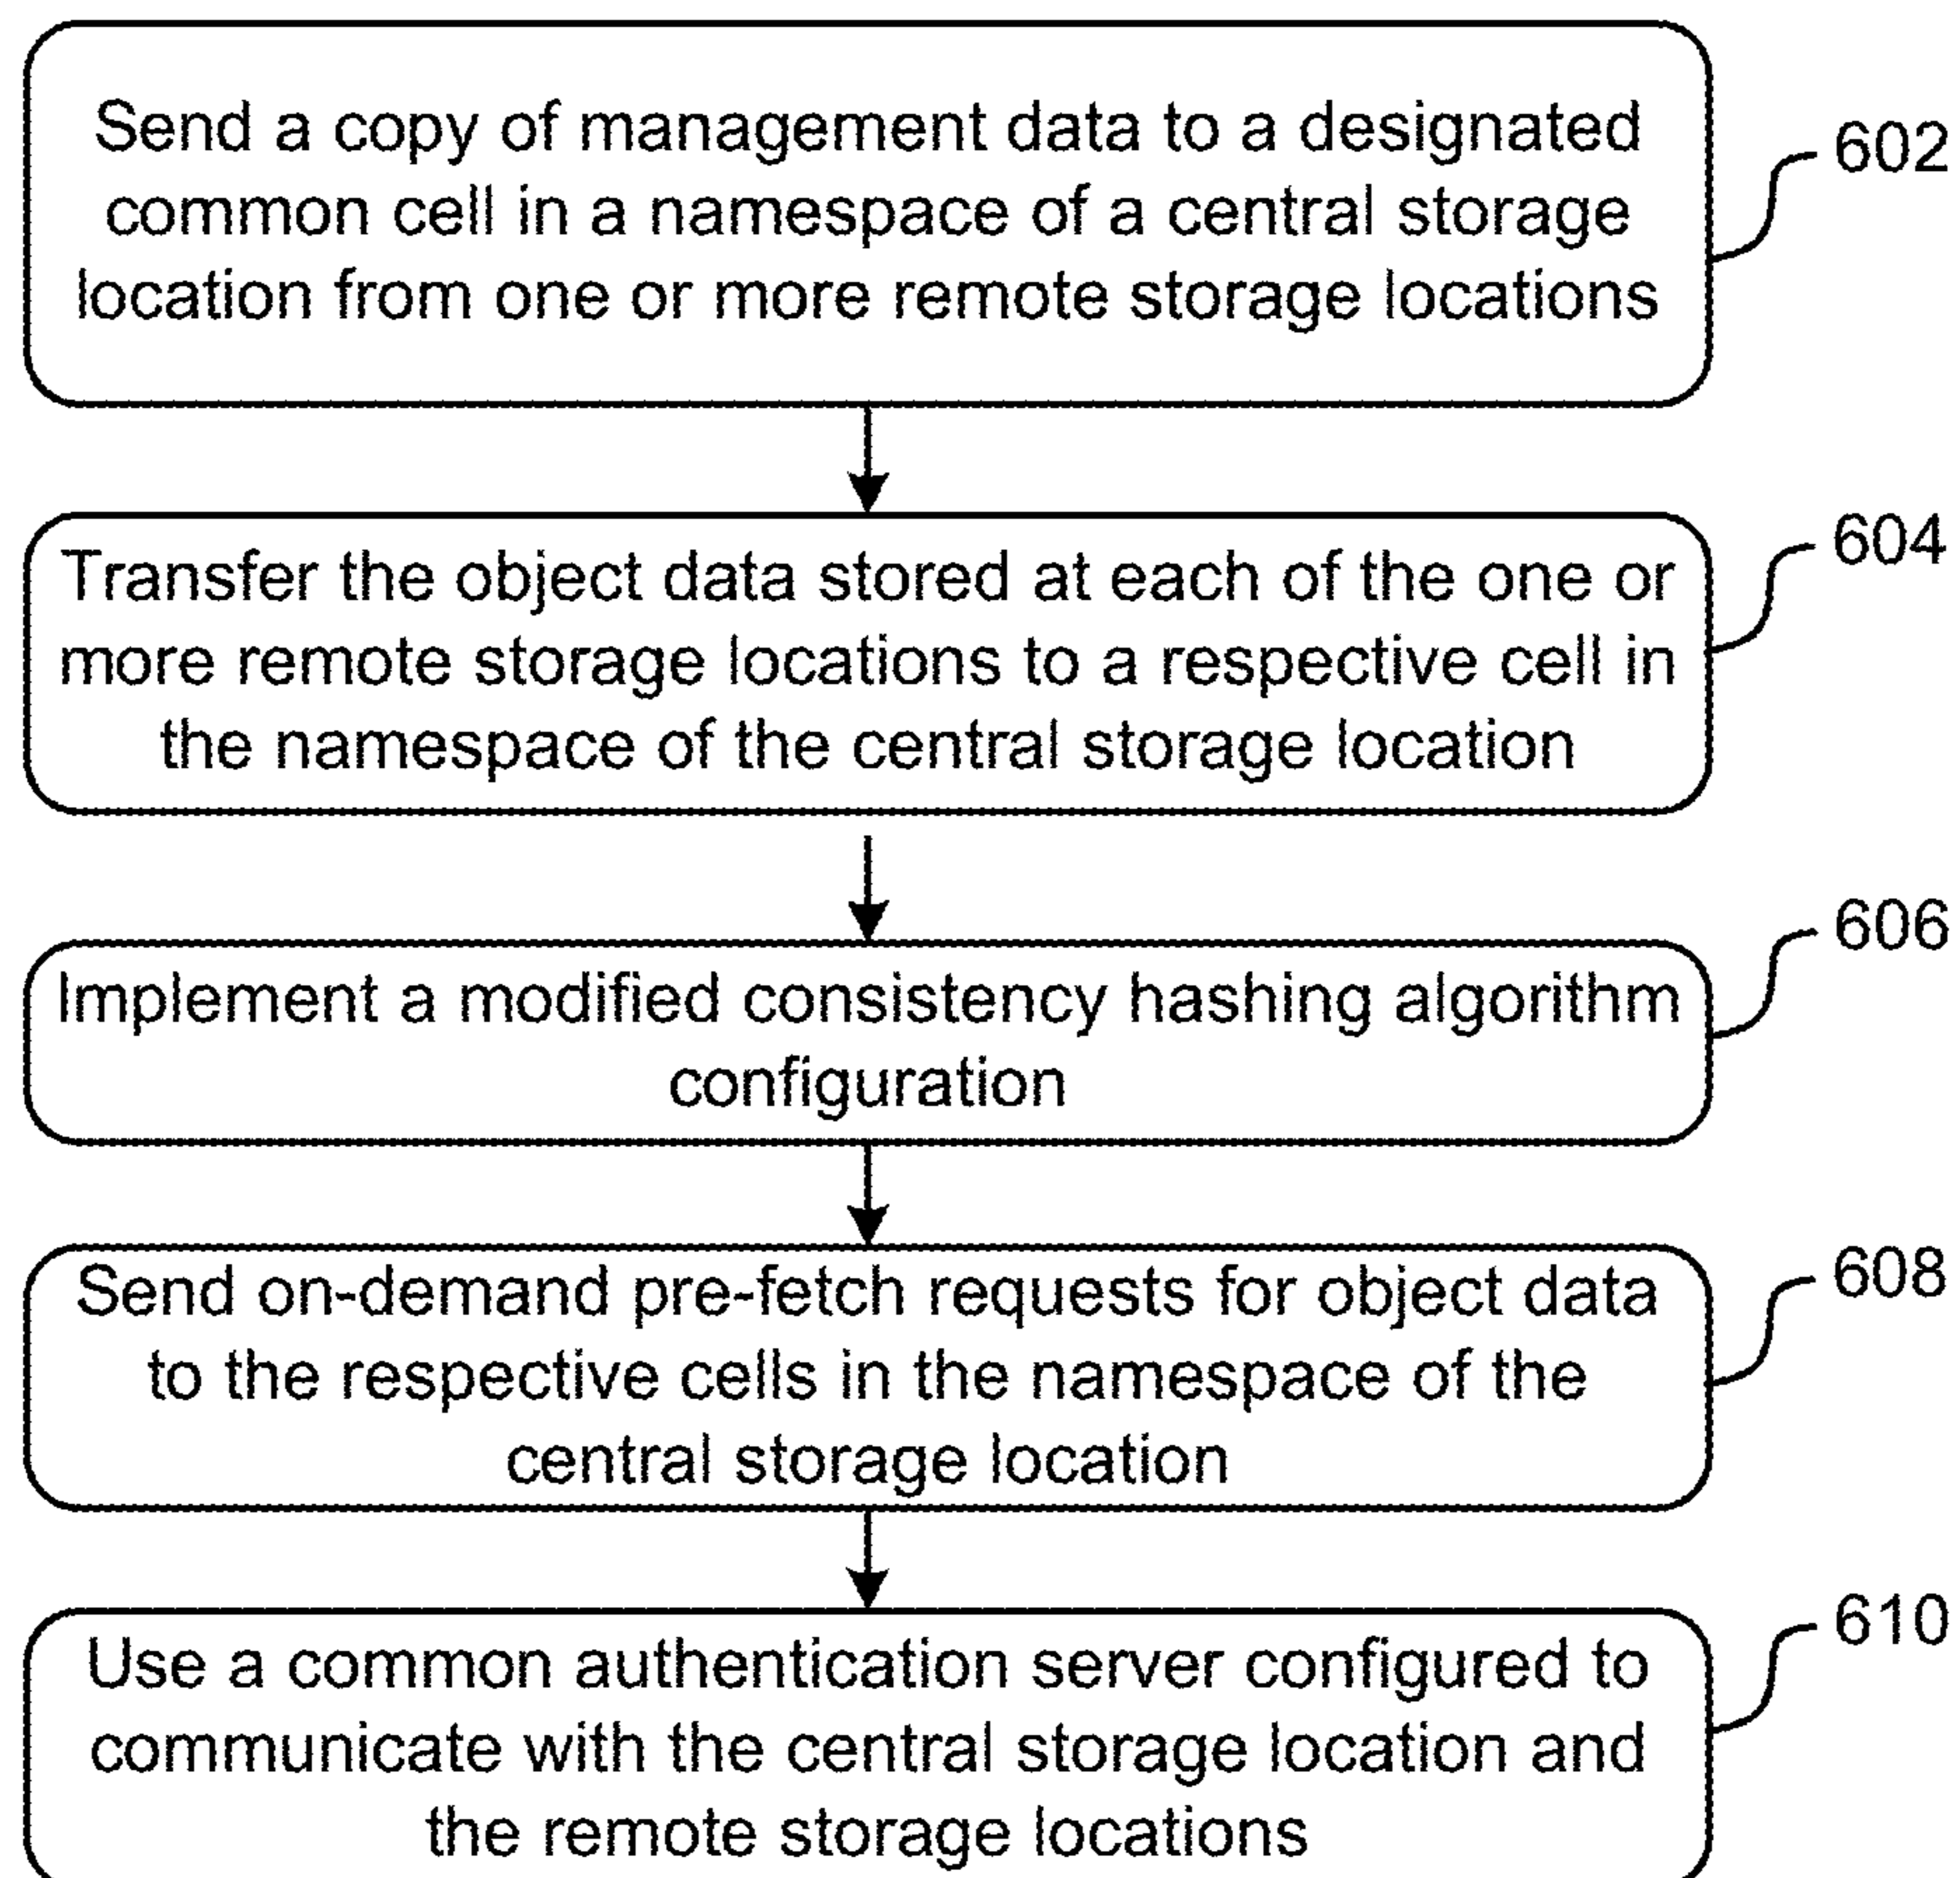 Send a copy of management data to a designated
common cell in a namespace of a central storage
location from one or more remote storage locations
602
Transfer the object data stored at each of the one or
more remote storage locations to a respective cell in
the namespace of the central storage location
604
Implement a modified consistency hashing algorithm
configuration
606
Send on-demand pre-fetch requests for object data
to the respective cells in the namespace of the
central storage location
608
Use a common authentication server configured to
communicate with the central storage location and
the remote storage locations
610